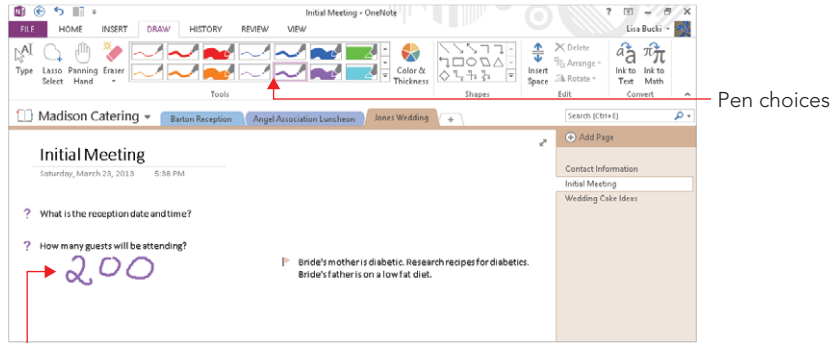 Initial Meeting - OneNote
? 
Lisa Bucki
FILE HOME INSERT DRAW HISTORY REVIEW VIEW
Type Lasso Select Panning Hand Eraser
Color & Thickness
Insert Space
Delete
Arrange
Rotate
Ink to Text Ink to Math
Tools Shapes Edit Convert
Pen choices
Madison Catering
Barton Reception Angel Association Luncheon Jones Wedding +
Search (Ctrl+E)
Add Page
Initial Meeting
Saturday, March 23, 2013 5:38 PM
Contact Information
Initial Meeting
Wedding Cake Ideas
? What is the reception date and time?
? How many guests will be attending?
200
Bride's mother is diabetic. Research recipes for diabetics.
Bride's father is on a low fat diet.